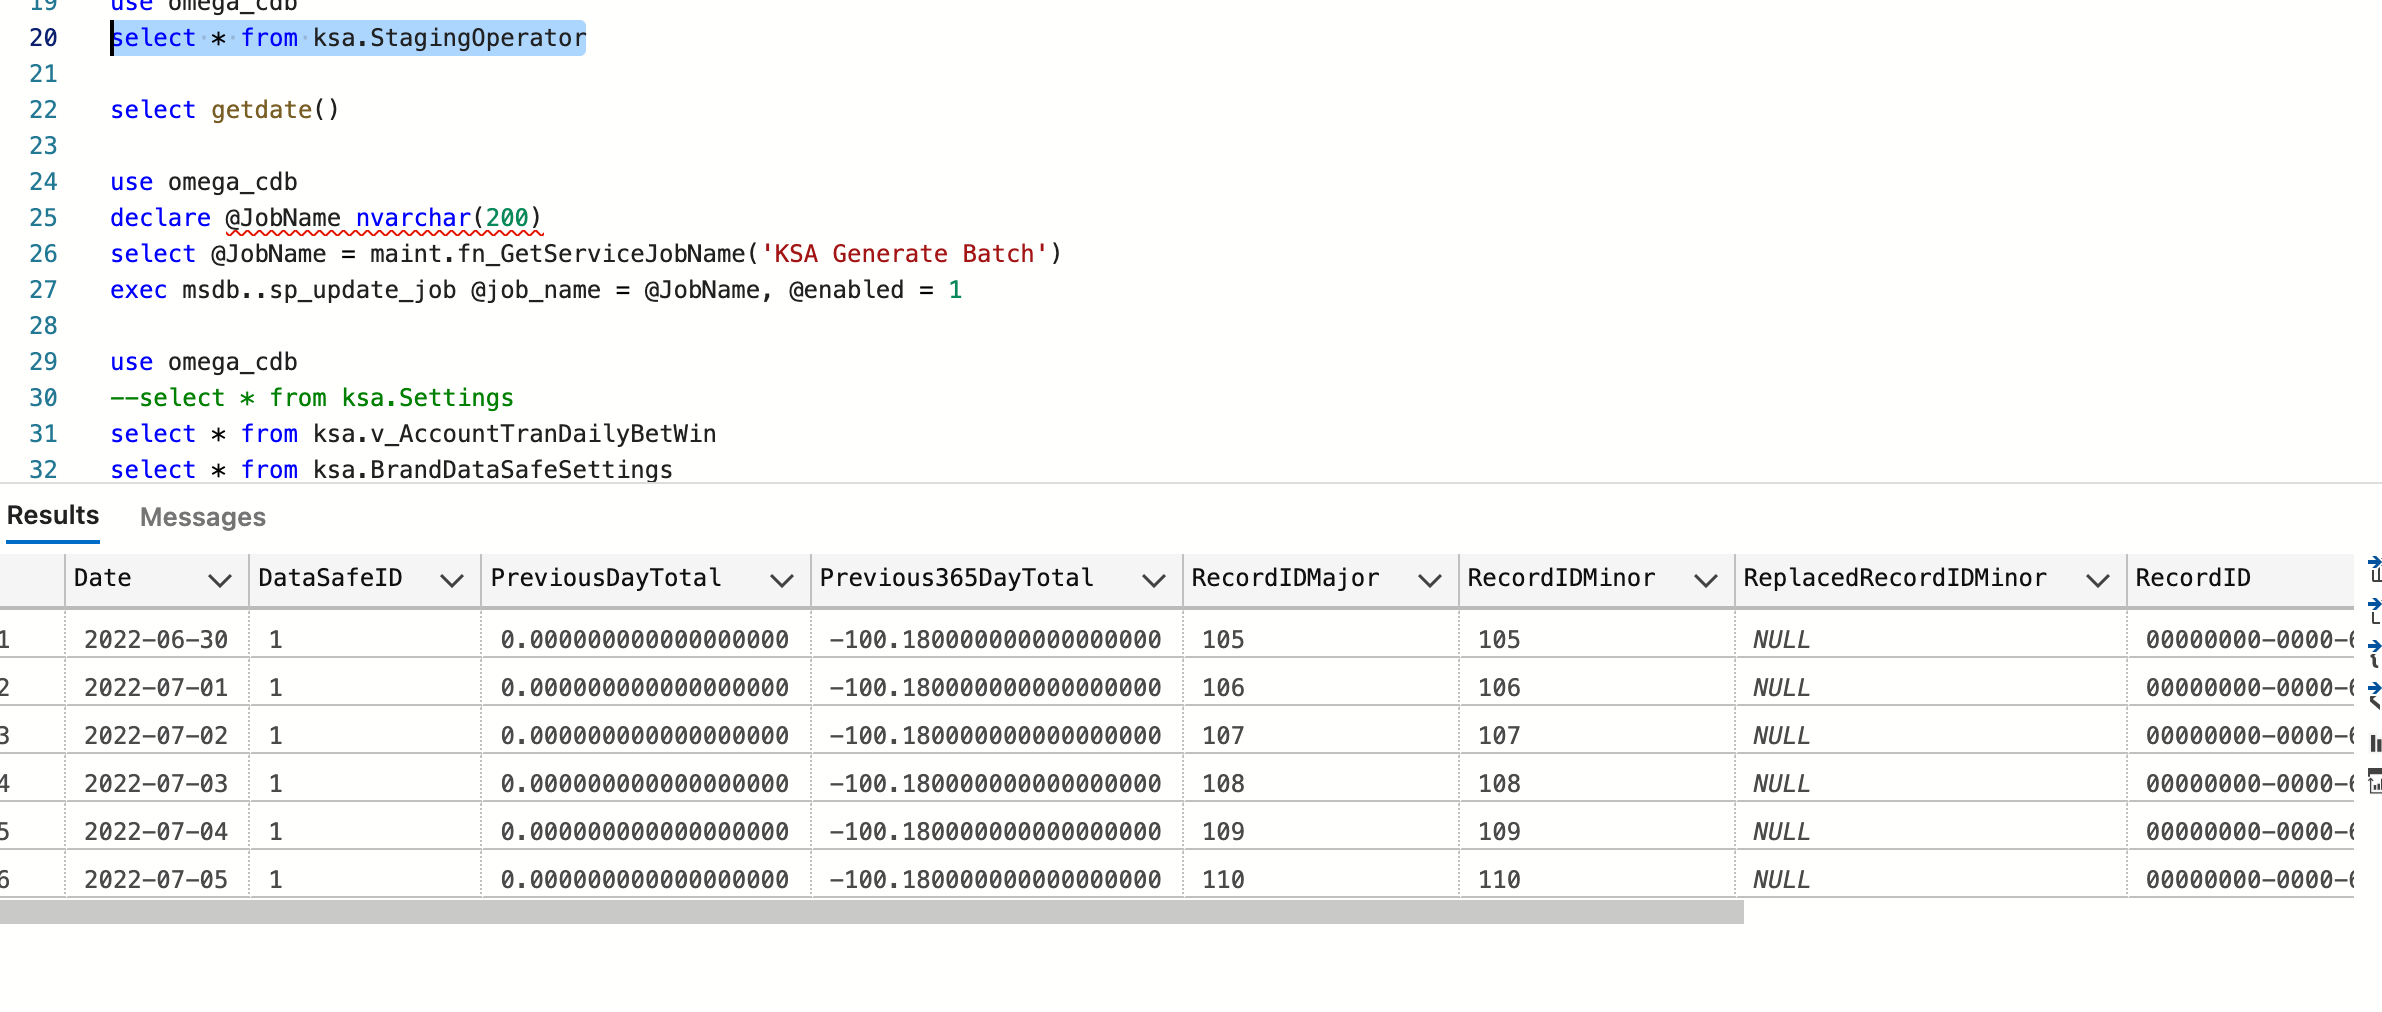 19 use omega_cdb
20 select * from ksa.StagingOperator
21
22 select getdate()
23
24 use omega_cdb
25 declare @JobName nvarchar(200)
26 select @JobName = maint.fn_GetServiceJobName('KSA Generate Batch')
27 exec msdb..sp_update_job @job_name = @JobName, @enabled = 1
28
29 use omega_cdb
30 --select * from ksa.Settings
31 select * from ksa.v_AccountTranDailyBetWin
32 select * from ksa.BrandDataSafeSettings
Results Messages
Date DataSafeID PreviousDayTotal Previous365DayTotal RecordIDMajor RecordIDMinor ReplacedRecordIDMinor RecordID
1 2022-06-30 1 0.000000000000000000 -100.180000000000000000 105 105 NULL 00000000-0000-6
2 2022-07-01 1 0.000000000000000000 -100.180000000000000000 106 106 NULL 00000000-0000-6
3 2022-07-02 1 0.000000000000000000 -100.180000000000000000 107 107 NULL 00000000-0000-6
4 2022-07-03 1 0.000000000000000000 -100.180000000000000000 108 108 NULL 00000000-0000-6
5 2022-07-04 1 0.000000000000000000 -100.180000000000000000 109 109 NULL 00000000-0000-6
6 2022-07-05 1 0.000000000000000000 -100.180000000000000000 110 110 NULL 00000000-0000-6